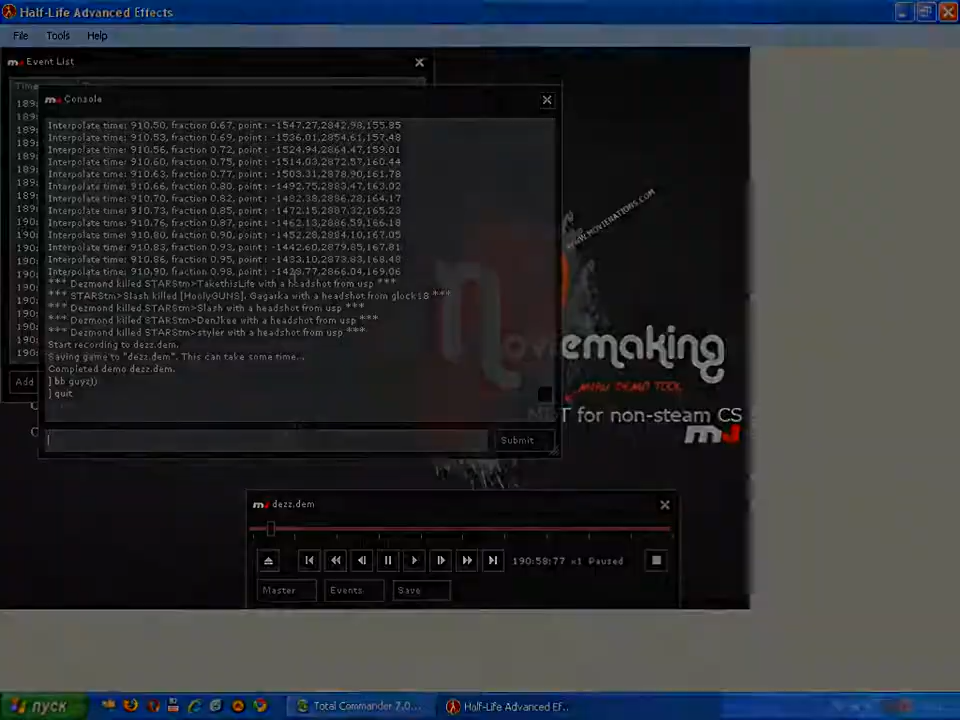 Half-Life Advanced Effects
File Tools Help
Event List
Console
Interpolate time: 910.50, fraction 0.67, point: -1547.27,2842.98,155.85
Interpolate time: 910.53, fraction 0.69, point: -1536.01,2854.61,157.48
Interpolate time: 910.56, fraction 0.72, point: -1524.94,2864.47,159.01
Interpolate time: 910.60, fraction 0.75, point: -1514.03,2872.57,160.44
Interpolate time: 910.63, fraction 0.77, point: -1503.31,2878.90,161.78
Interpolate time: 910.66, fraction 0.80, point: -1492.75,2883.47,163.02
Interpolate time: 910.70, fraction 0.82, point: -1482.38,2886.28,164.17
Interpolate time: 910.73, fraction 0.85, point: -1472.15,2887.32,165.23
Interpolate time: 910.76, fraction 0.87, point: -1462.13,2886.59,166.18
Interpolate time: 910.80, fraction 0.90, point: -1452.28,2884.10,167.05
Interpolate time: 910.83, fraction 0.93, point: -1442.60,2879.85,167.81
Interpolate time: 910.86, fraction 0.95, point: -1433.10,2873.83,168.48
Interpolate time: 910.90, fraction 0.98, point: 2866.04,169.06
*** Dezmond killed STARStm>TakethisLife with a headshot from usp ***
*** STARStm>Slash killed [HoolyGUNS]. Gagarka with a headshot from glock18 ***
*** Dezmond killed STARStm>Slash with a headshot from usp ***
*** Dezmond killed STARStm>DenJkee with a headshot from usp ***
*** Dezmond killed STARStm>styler with a headshot from usp ***
Start recording to dezz.dem.
Saving game to "dezz.dem". This can take some time...
Completed demo dezz.dem.
] bb guyz))
] quit
Add
Submit
WWW.MOVIENATIONS.COM
Moviemaking
MIRV DEMO TOOL
for non-steam CS
dezz.dem
190:58;77 x1 Paused
Master Events Save
пуск Total Commander 7.0... Half-Life Advanced Ef...